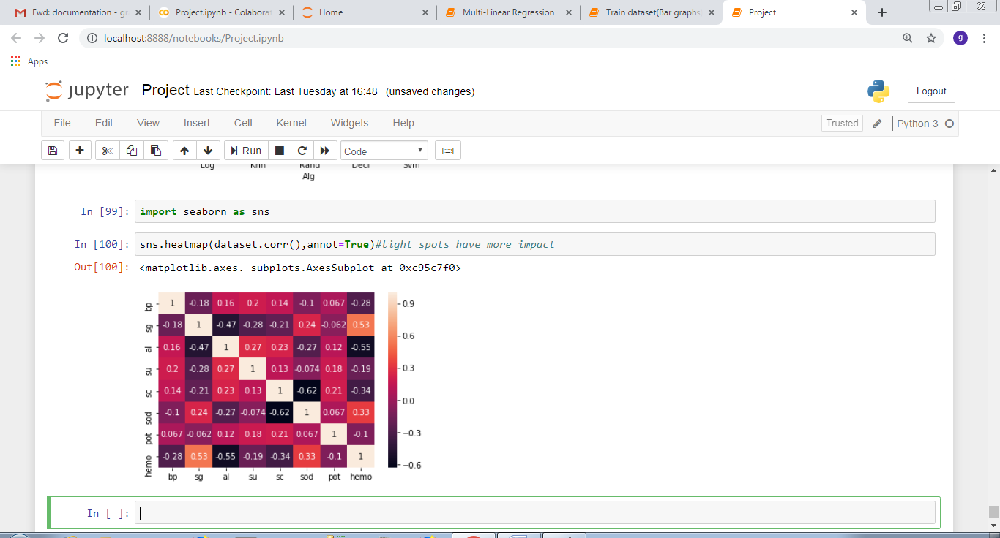 Fwd: documentation - gr
Project.ipynb - Colaborat
Home
Multi-Linear Regression
Train dataset(Bar graphs
Project
localhost:8888/notebooks/Project.ipynb
g
Apps
jupyter Project Last Checkpoint: Last Tuesday at 16:48 (unsaved changes)
Logout
File Edit View Insert Cell Kernel Widgets Help
Trusted
Python 3
Run
Code
Log Knn Rand Deci Svm
Alg
In [99]: import seaborn as sns
In [100]: sns.heatmap(dataset.corr(),annot=True)#light spots have more impact
Out[100]: <matplotlib.axes._subplots.AxesSubplot at 0xc95c7f0>
bp 1 -0.18 0.16 0.2 0.14 -0.1 0.067 -0.28
sg -0.18 1 -0.47 -0.28 -0.21 0.24 -0.062 0.53
al 0.16 -0.47 1 0.27 0.23 -0.27 0.12 -0.55
su 0.2 -0.28 0.27 1 0.13 -0.074 0.18 -0.19
sc 0.14 -0.21 0.23 0.13 1 -0.62 0.21 -0.34
sod -0.1 0.24 -0.27 -0.074 -0.62 1 0.067 0.33
pot 0.067 -0.062 0.12 0.18 0.21 0.067 1 -0.1
hemo -0.28 0.53 -0.55 -0.19 -0.34 0.33 -0.1 1
bp sg al su sc sod pot hemo
0.9
0.6
0.3
0.0
−0.3
−0.6
In [ ]: